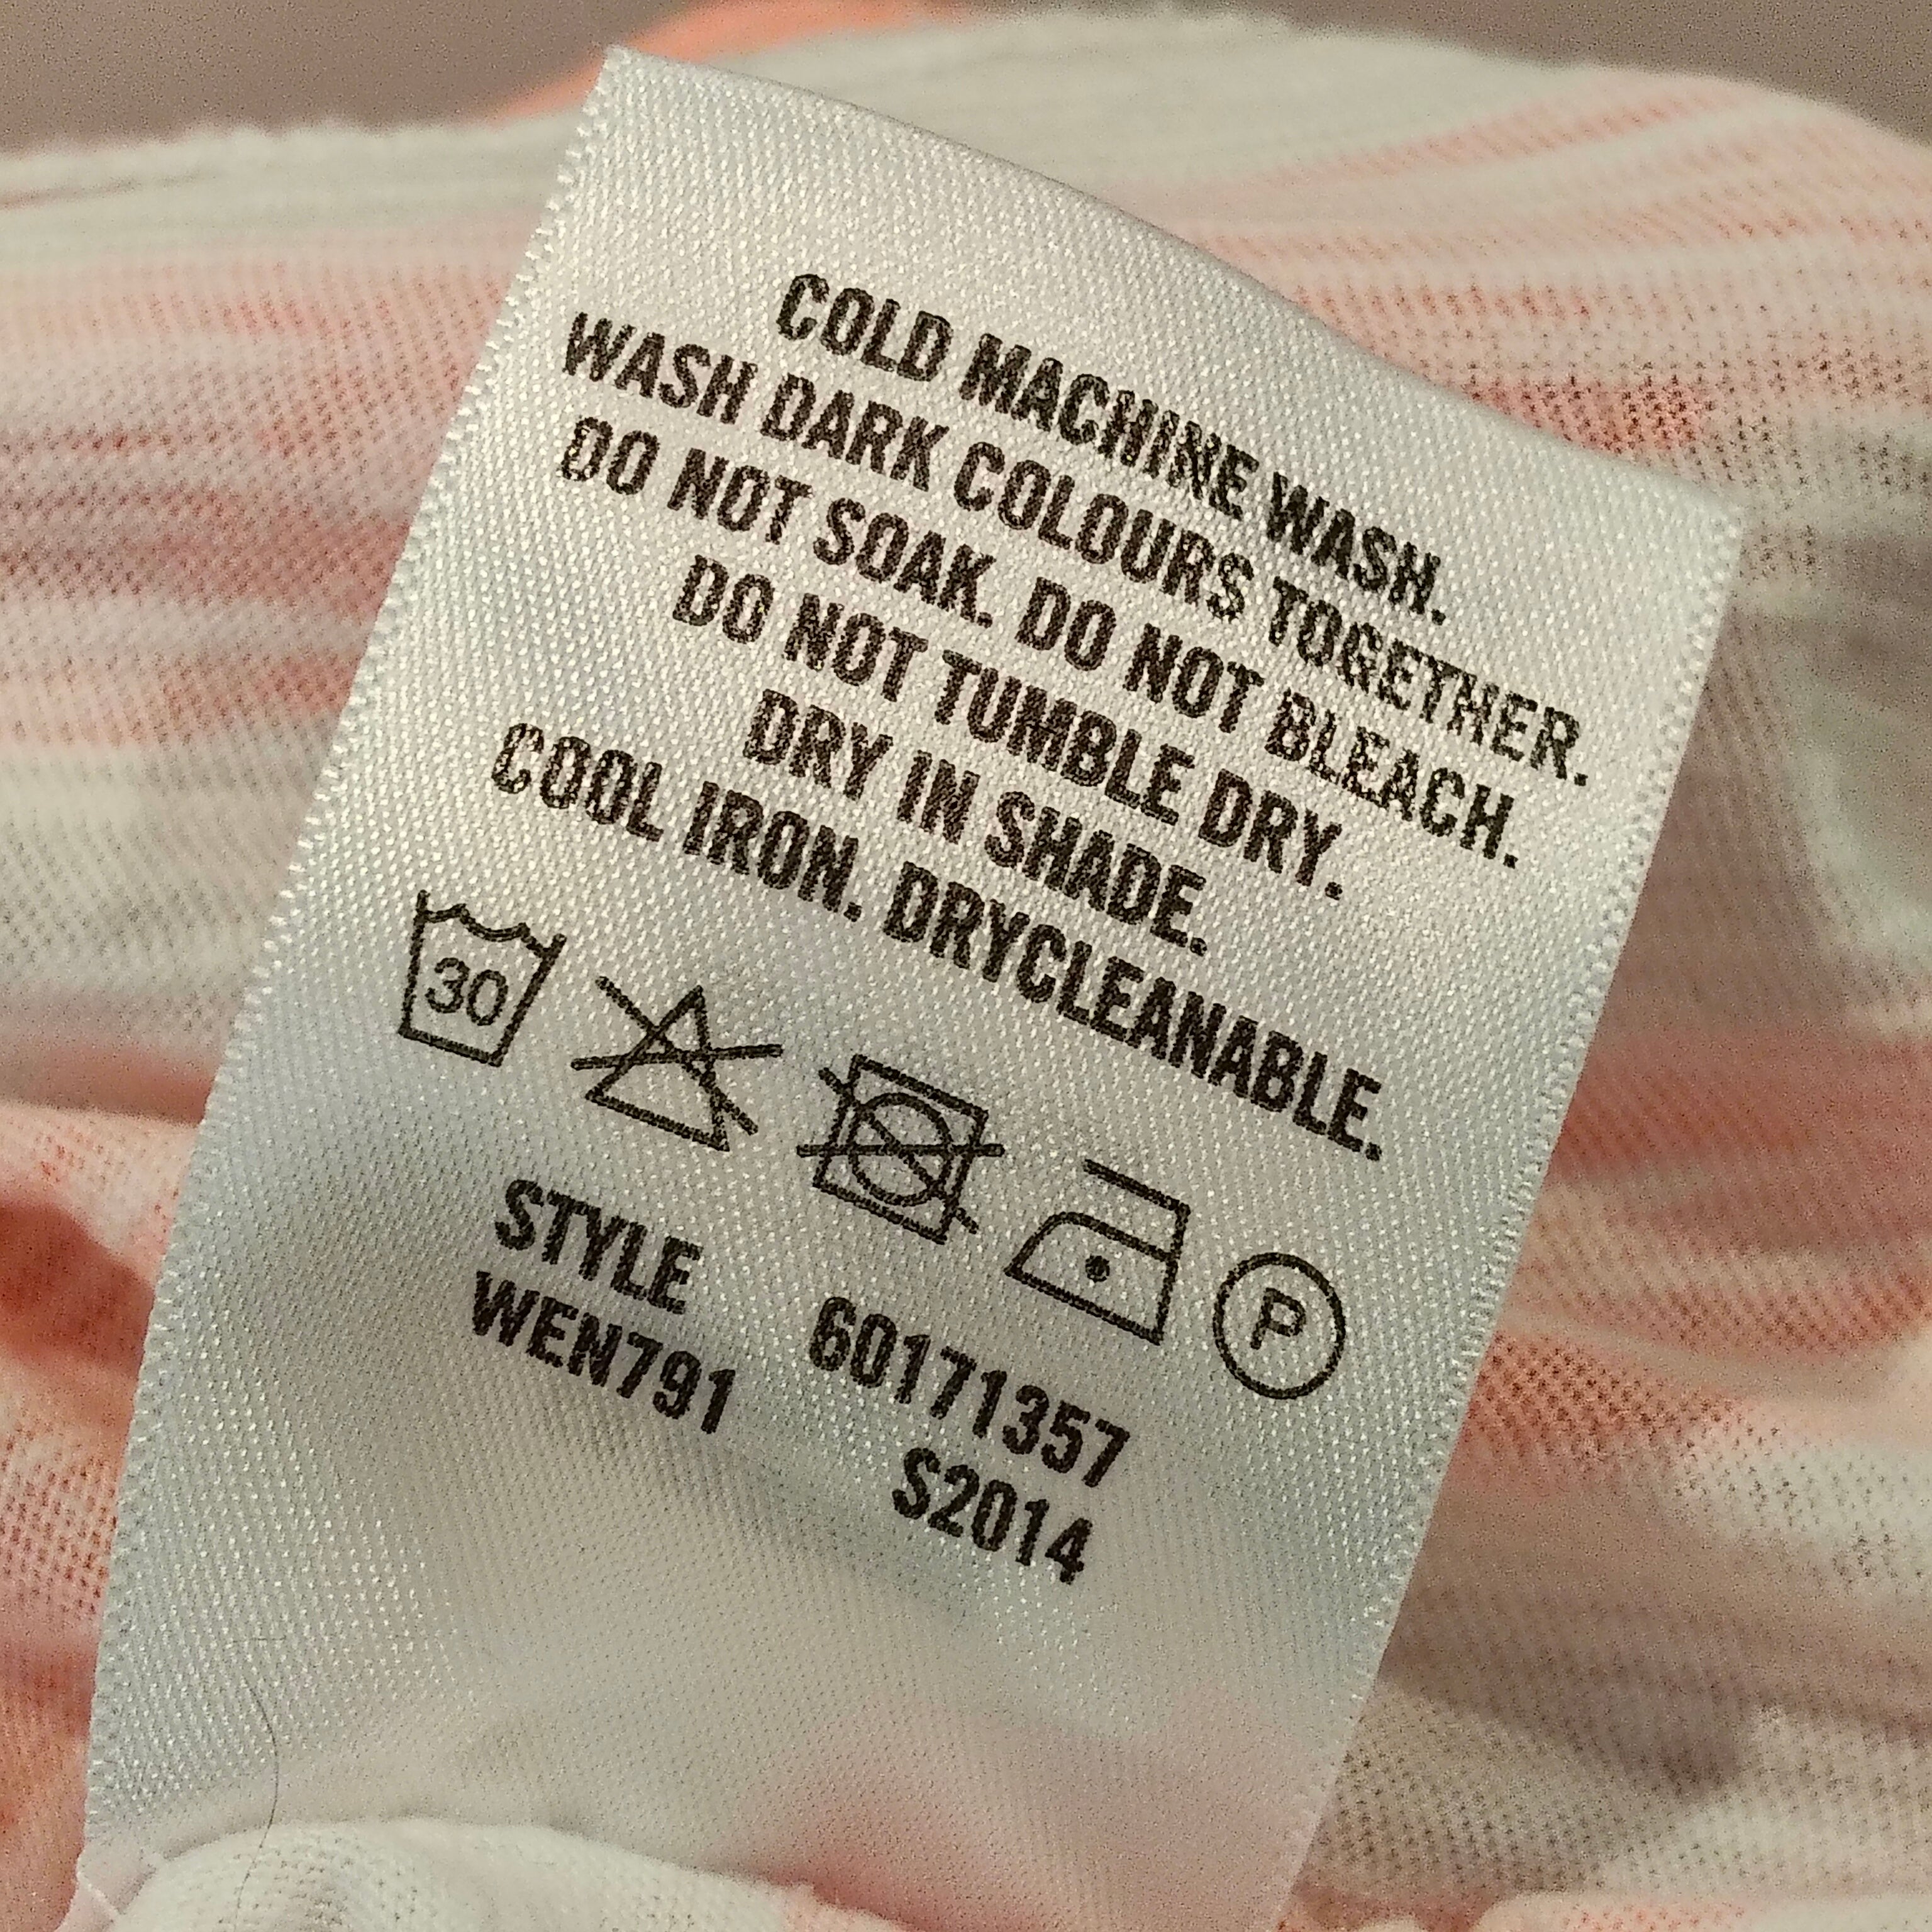 COLD MACHINE WASH.
WASH DARK COLOURS TOGETHER.
DO NOT SOAK. DO NOT BLEACH.
DO NOT TUMBLE DRY.
DRY IN SHADE.
COOL IRON. DRYCLEANABLE.
30
P
STYLE
WEN791
60171357
S2014